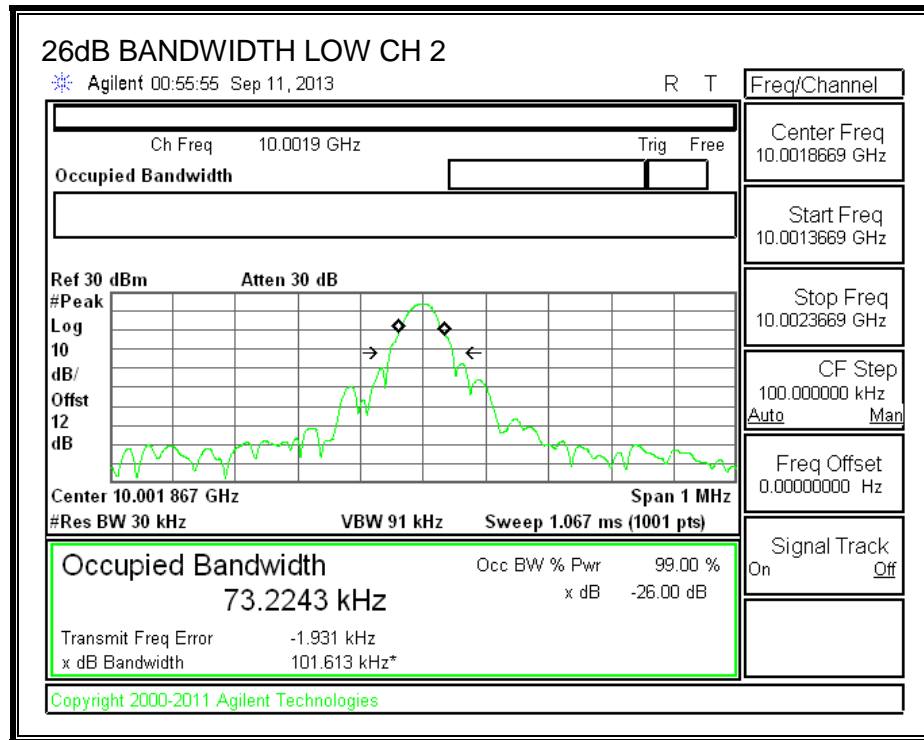 26dB BANDWIDTH LOW CH 2
Agilent 00:55:55 Sep 11, 2013 R T
Ch Freq 10.0019 GHz Trig Free
Occupied Bandwidth
Ref 30 dBm Atten 30 dB
#Peak
Log
10
dB/
Offst
12
dB
Center 10.001 867 GHz Span 1 MHz
#Res BW 30 kHz VBW 91 kHz Sweep 1.067 ms (1001 pts)
Occupied Bandwidth Occ BW % Pwr 99.00 %
73.2243 kHz x dB -26.00 dB
Transmit Freq Error -1.931 kHz
x dB Bandwidth 101.613 kHz*
Copyright 2000-2011 Agilent Technologies
Freq/Channel
Center Freq
10.0018669 GHz
Start Freq
10.0013669 GHz
Stop Freq
10.0023669 GHz
CF Step
100.000000 kHz
Auto Man
Freq Offset
0.00000000 Hz
Signal Track
On Off